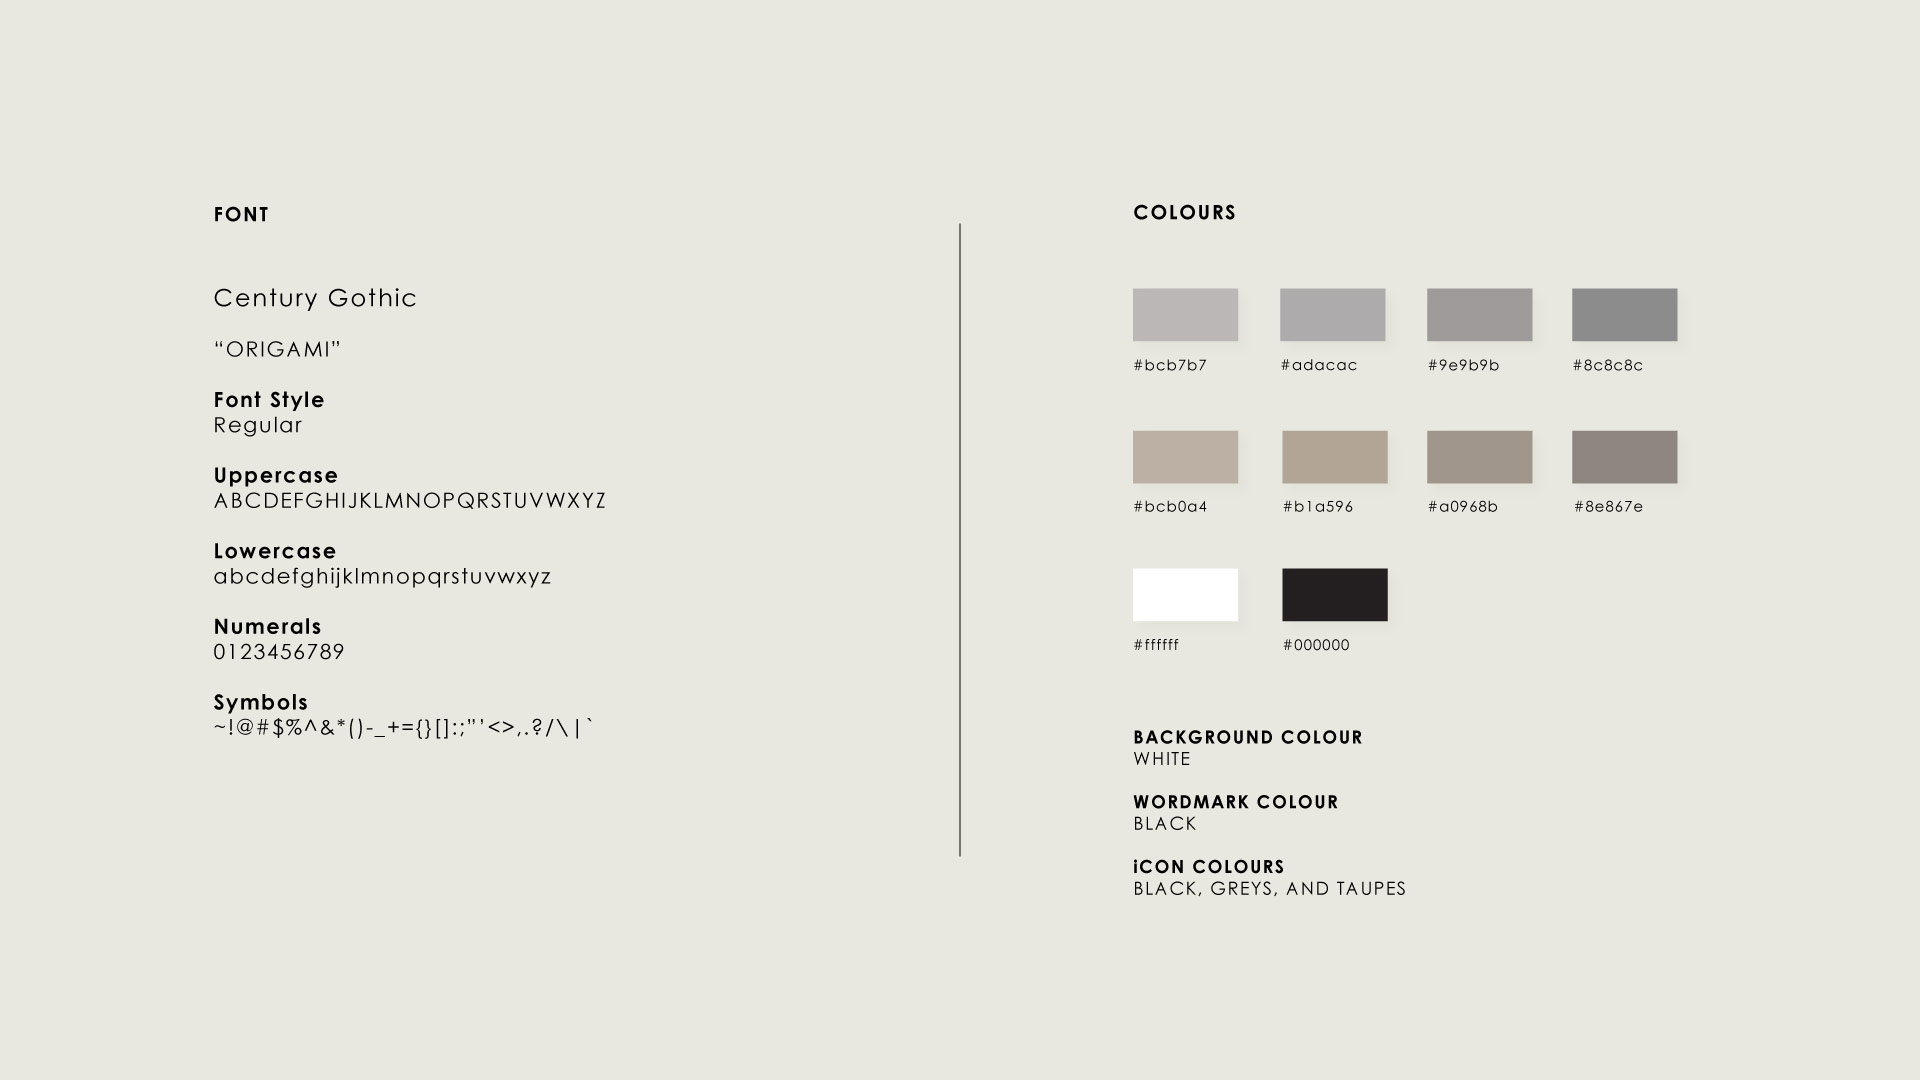 FONT
Century Gothic
“ORIGAMI”
Font Style
Regular
Uppercase
ABCDEFGHIJKLMNOPQRSTUVWXYZ
Lowercase
abcdefghijklmnopqrstuvwxyz
Numerals
0123456789
Symbols
~!@#$%^&*()-_+={}[]:;”’<>,.?/\|`
COLOURS
#bcb7b7 #adacac #9e9b9b #8c8c8c
#bcb0a4 #b1a596 #a0968b #8e867e
#ffffff #000000
BACKGROUND COLOUR
WHITE
WORDMARK COLOUR
BLACK
iCON COLOURS
BLACK, GREYS, AND TAUPES